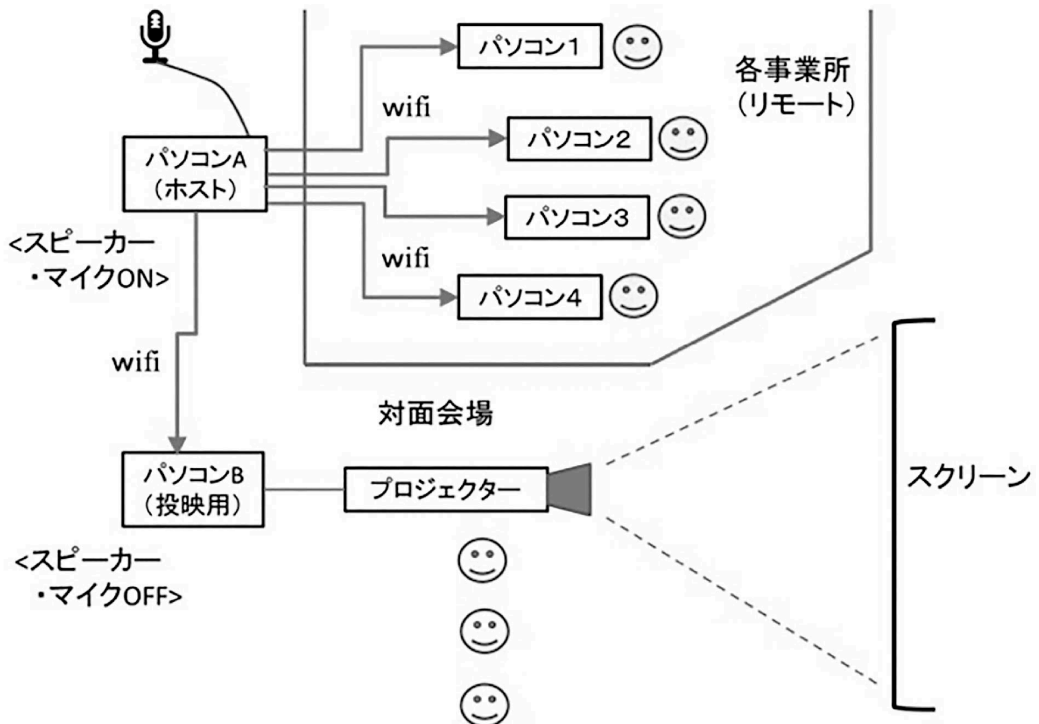 パソコン1
各事業所
(リモート)
wifi
パソコン2
パソコンA
(ホスト)
パソコン3
<スピーカー
・マイクON>
wifi
パソコン4
wifi
対面会場
パソコンB
(投映用)
プロジェクター
スクリーン
<スピーカー
・マイクOFF>